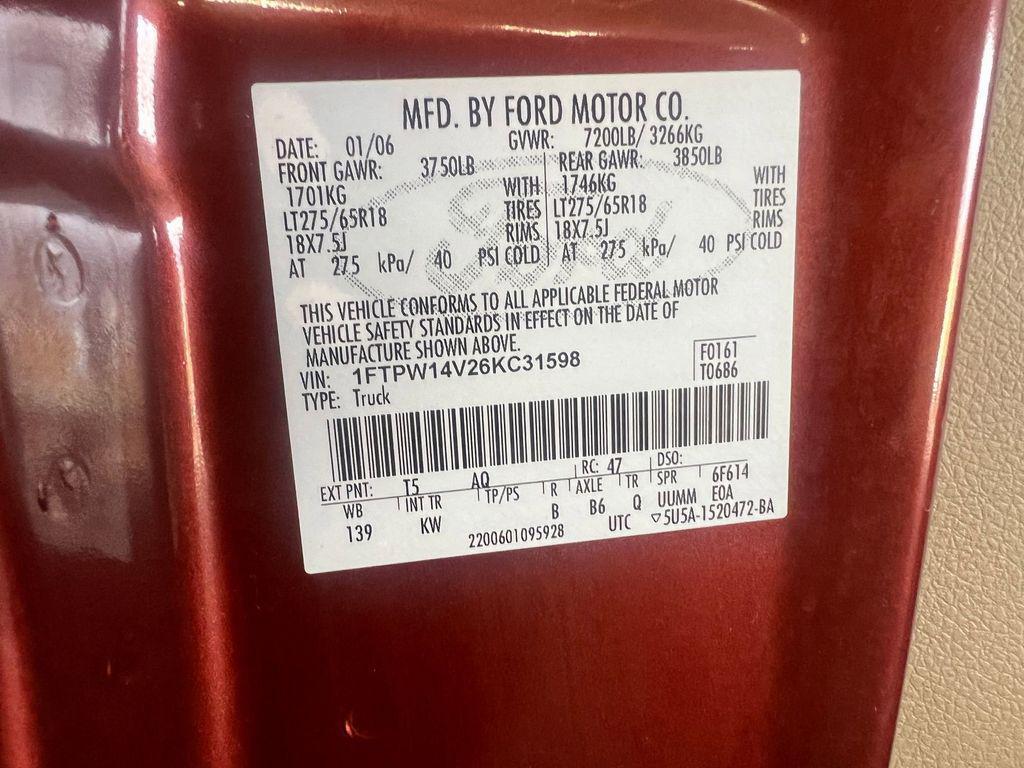 MFD. BY FORD MOTOR CO.
DATE: 01/06 GVWR: 7200LB/ 3266KG
FRONT GAWR: 3750LB REAR GAWR: 3850LB
1701KG WITH 1746KG WITH
LT275/65R18 TIRES LT275/65R18 TIRES
18X7.5J RIMS 18X7.5J RIMS
AT 275 kPa/ 40 PSI COLD AT 275 kPa/ 40 PSI COLD
THIS VEHICLE CONFORMS TO ALL APPLICABLE FEDERAL MOTOR
VEHICLE SAFETY STANDARDS IN EFFECT ON THE DATE OF
MANUFACTURE SHOWN ABOVE.
VIN: 1FTPW14V26KC31598 F0161
TYPE: Truck T0686
EXT PNT: T5 AQ RC: 47 DSO:
WB INT TR TP/PS R AXLE TR SPR 6F614
139 KW B B6 Q UUMM E0A
2200601095928 UTC ▽5U5A-1520472-BA
Ford
K